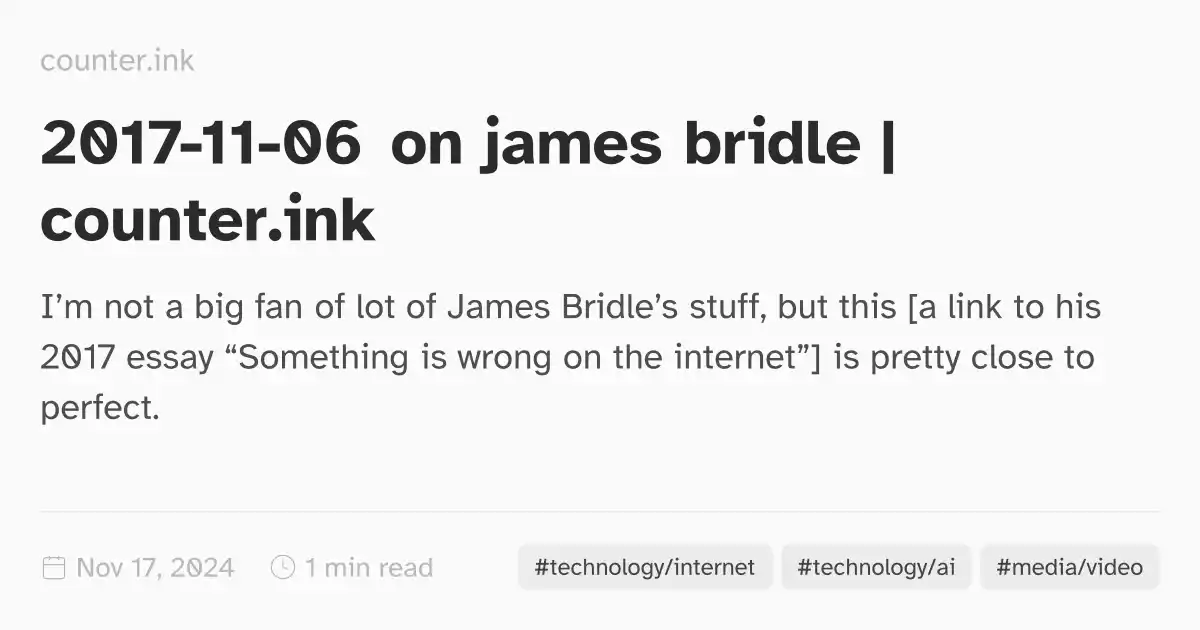 counter.ink
2017-11-06 on james bridle |
counter.ink
I’m not a big fan of lot of James Bridle’s stuff, but this [a link to his
2017 essay “Something is wrong on the internet”] is pretty close to
perfect.
Nov 17, 2024 1 min read #technology/internet #technology/ai #media/video